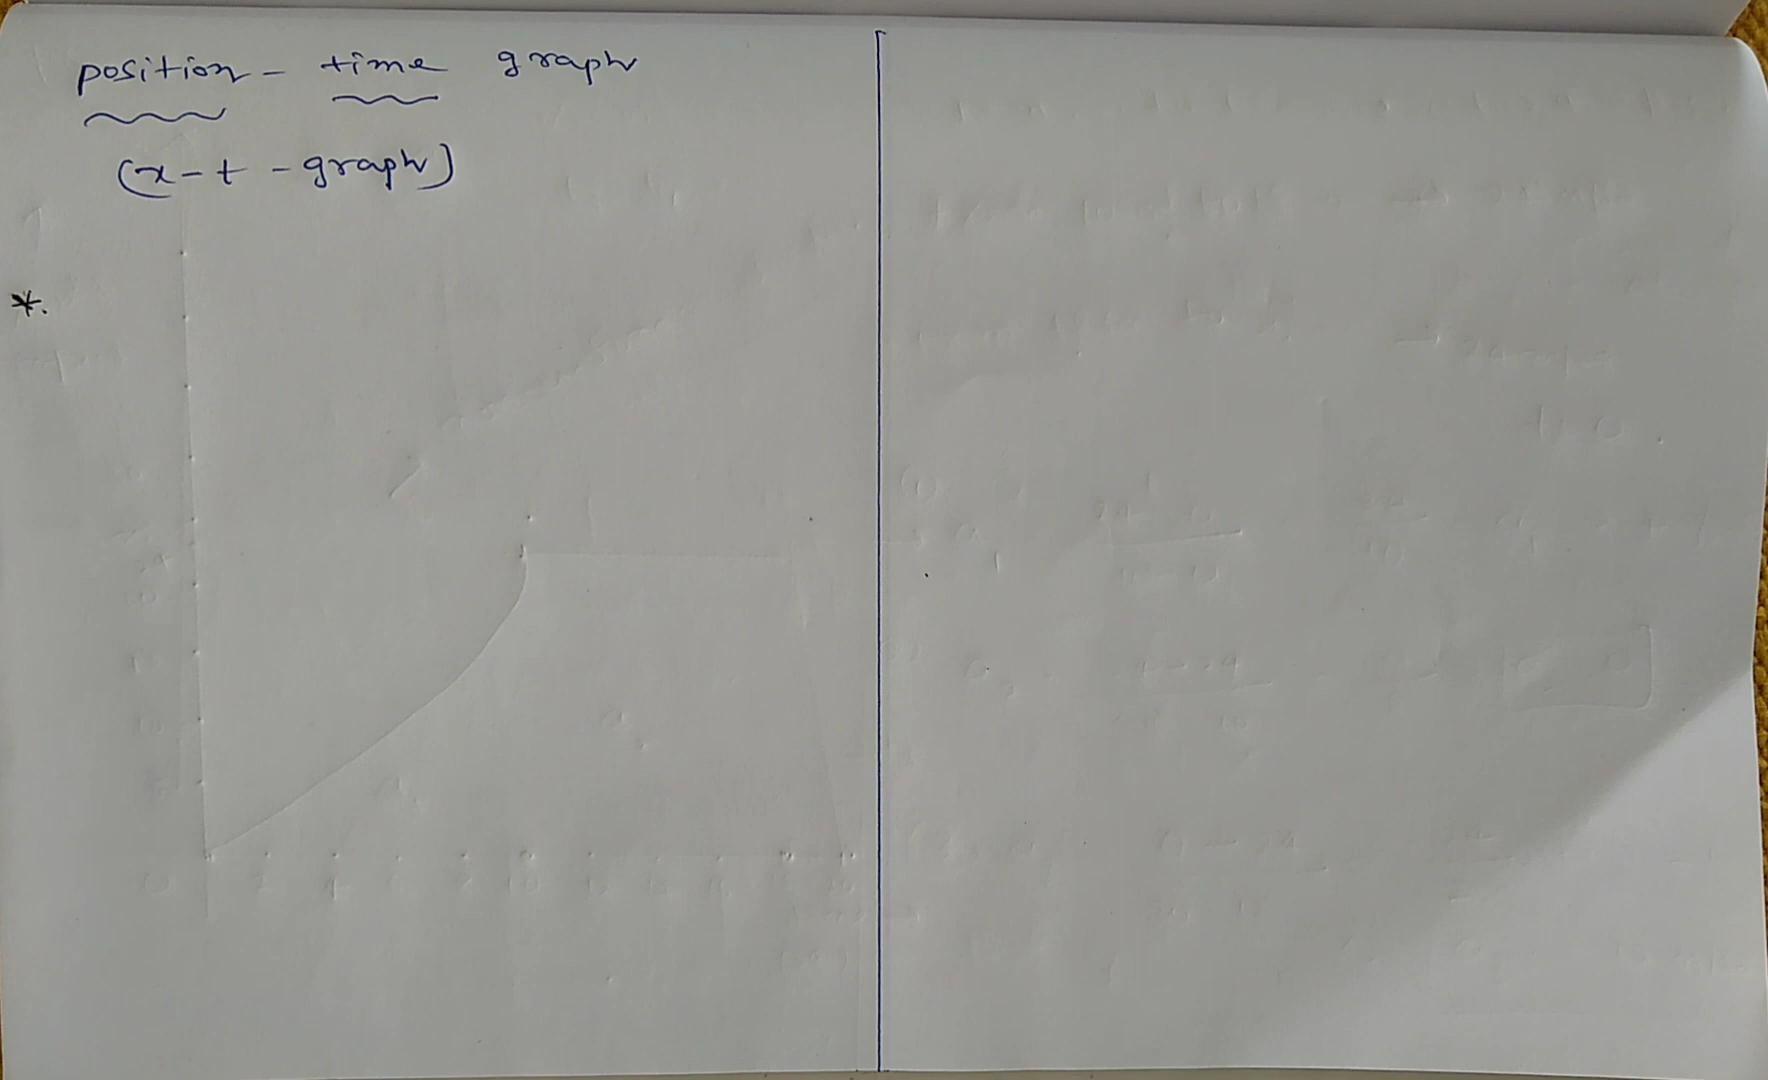 position - time graph
(x-t - graph)
*.